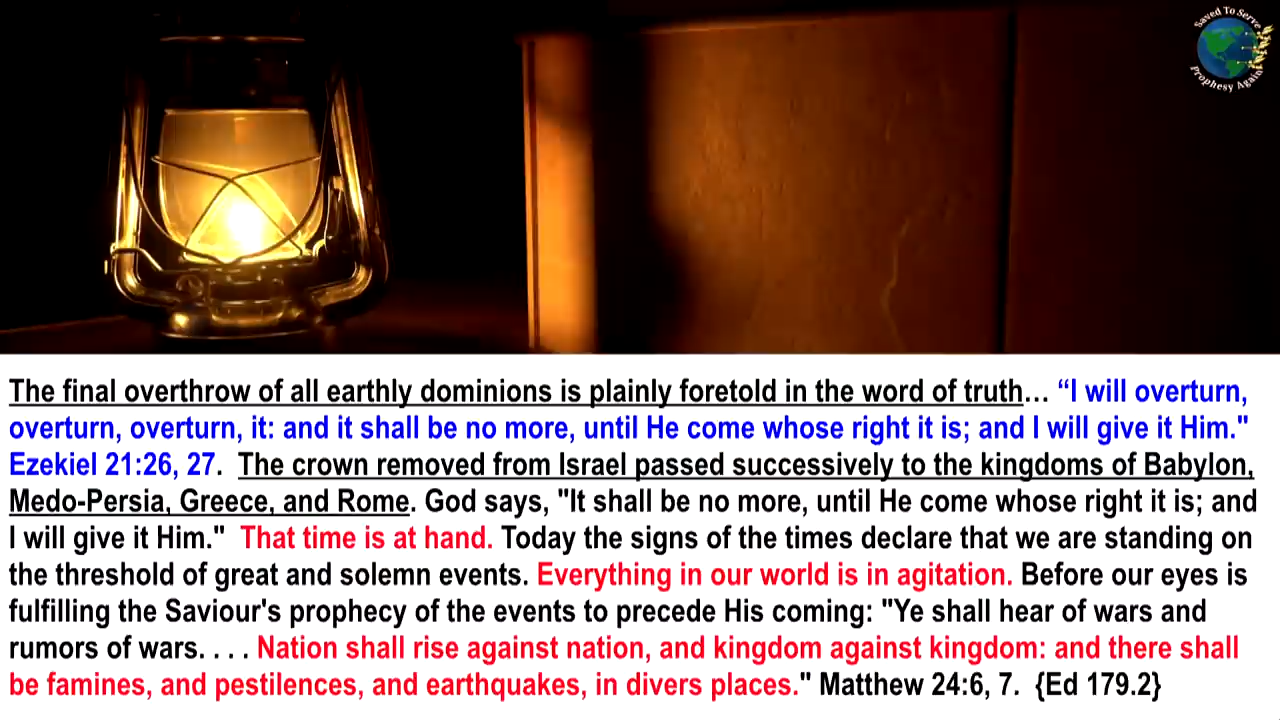 Saved To Serve
Prophesy Again
The final overthrow of all earthly dominions is plainly foretold in the word of truth… “I will overturn,
overturn, overturn, it: and it shall be no more, until He come whose right it is; and I will give it Him."
Ezekiel 21:26, 27. The crown removed from Israel passed successively to the kingdoms of Babylon,
Medo-Persia, Greece, and Rome. God says, "It shall be no more, until He come whose right it is; and
I will give it Him." That time is at hand. Today the signs of the times declare that we are standing on
the threshold of great and solemn events. Everything in our world is in agitation. Before our eyes is
fulfilling the Saviour's prophecy of the events to precede His coming: "Ye shall hear of wars and
rumors of wars. . . . Nation shall rise against nation, and kingdom against kingdom: and there shall
be famines, and pestilences, and earthquakes, in divers places." Matthew 24:6, 7. {Ed 179.2}